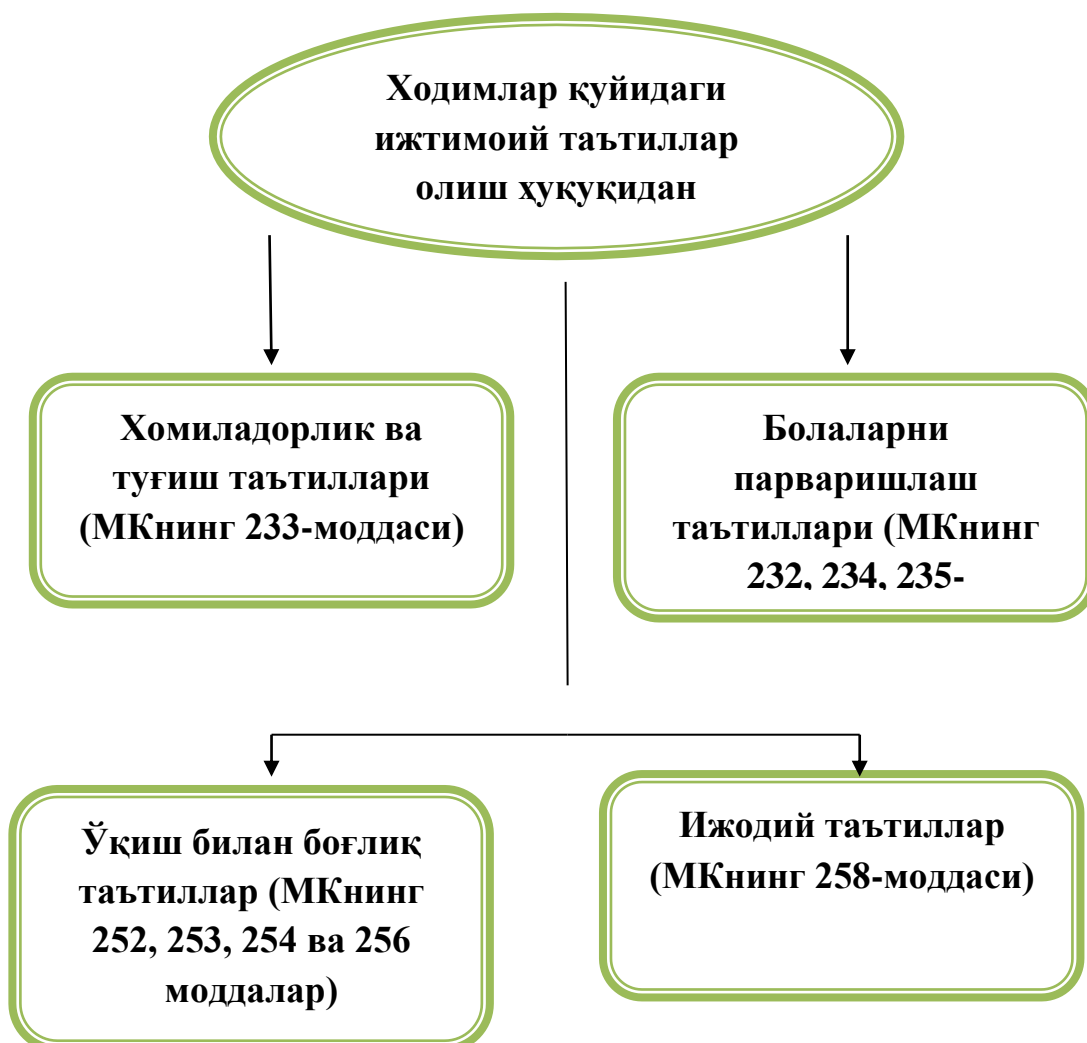 Ходимлар қуйидаги
ижтимоий таътиллар
олиш ҳуқуқидан
Хомиладорлик ва
туғиш таътиллари
(МКнинг 233-моддаси)
Болаларни
парваришлаш
таътиллари (МКнинг
232, 234, 235-
Ўқиш билан боғлиқ
таътиллар (МКнинг
252, 253, 254 ва 256
моддалар)
Ижодий таътиллар
(МКнинг 258-моддаси)